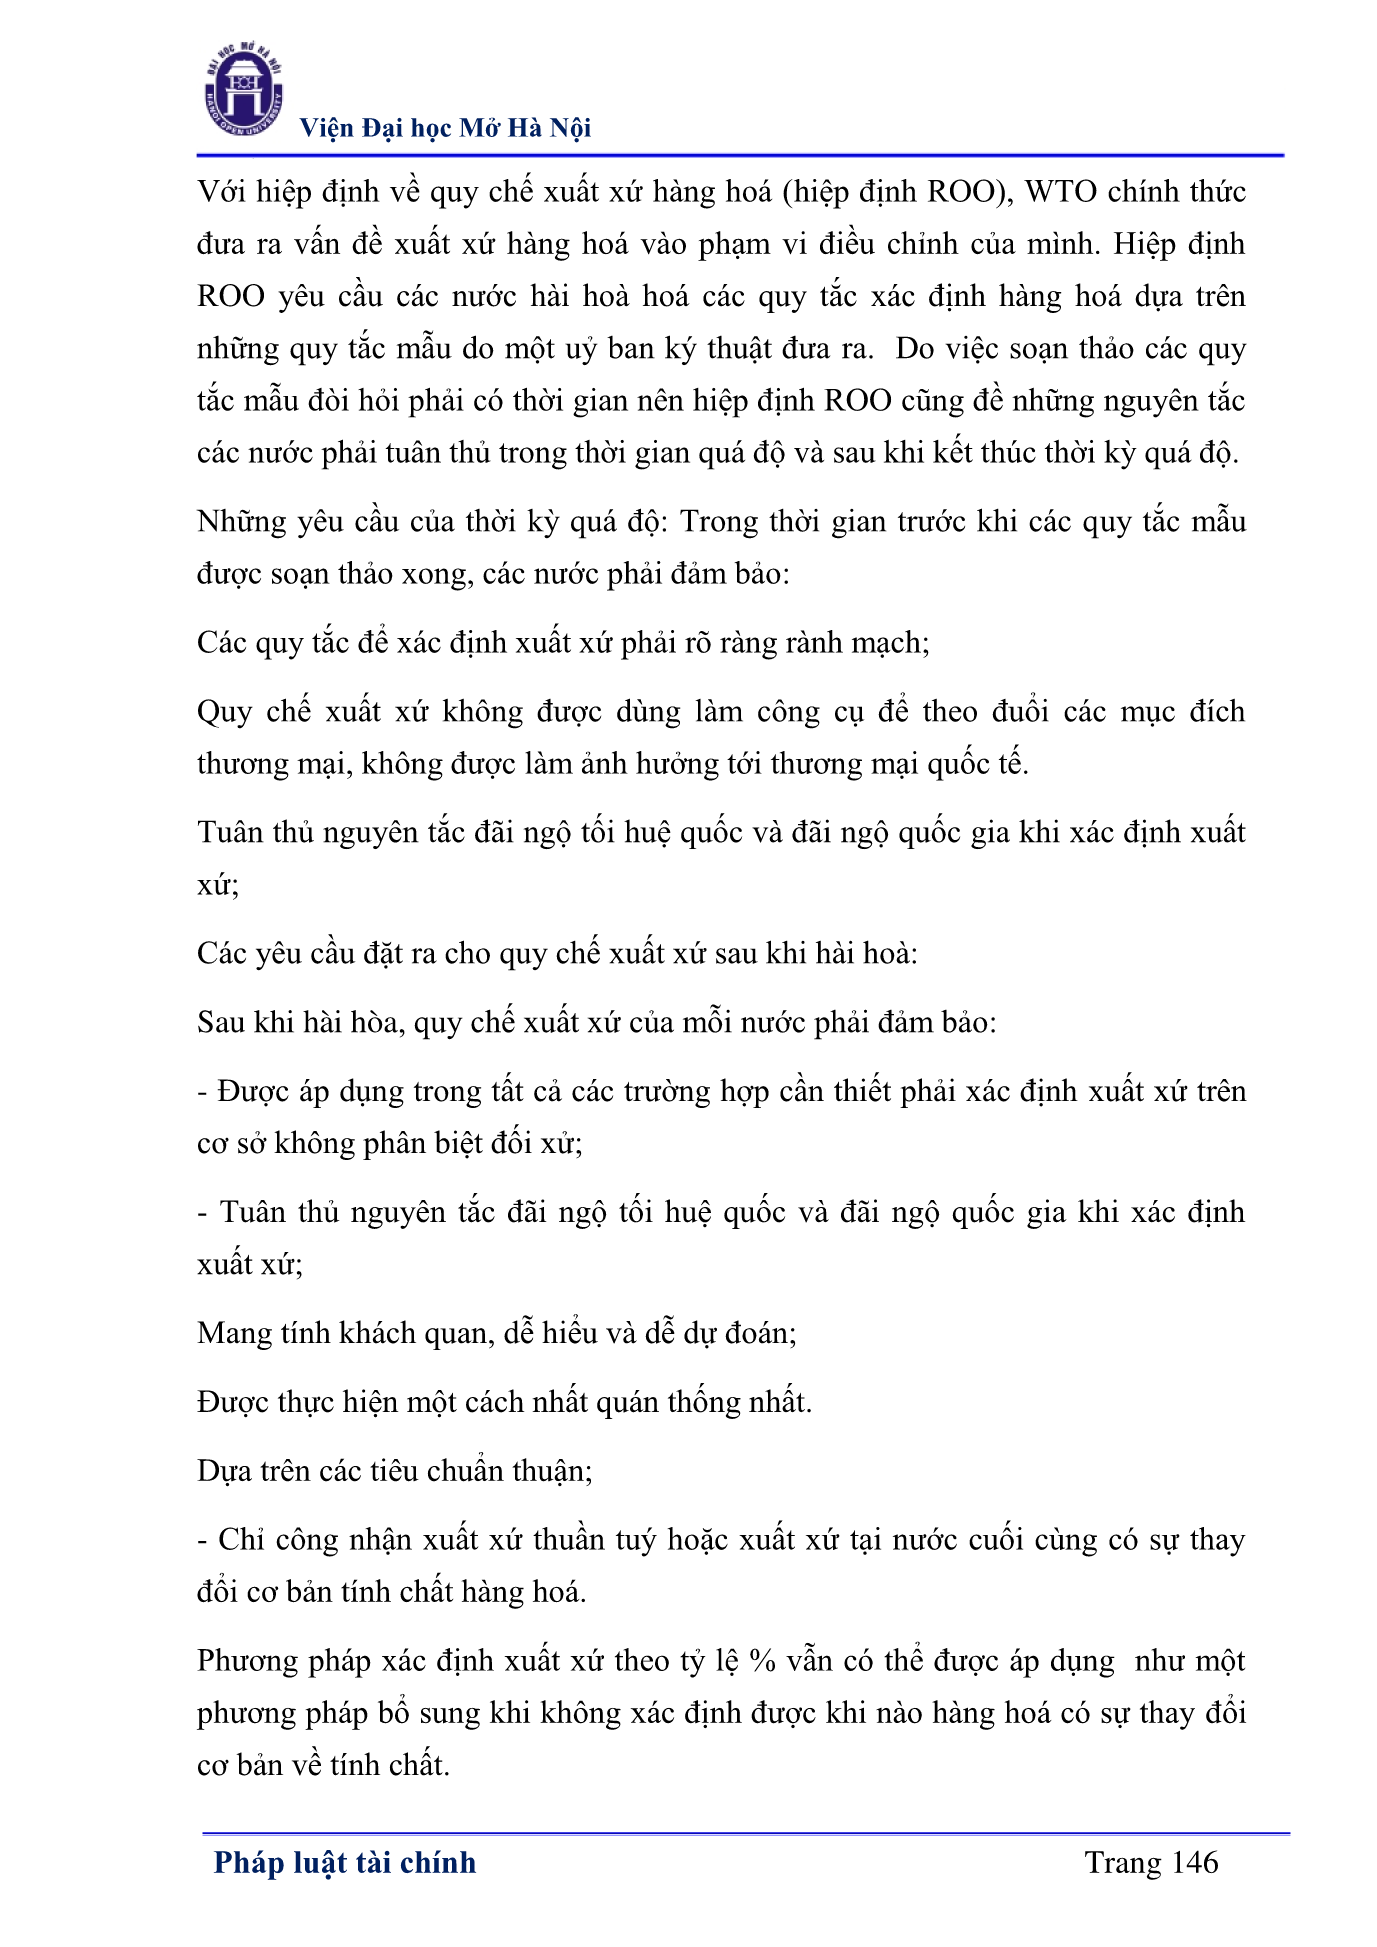 ĐẠI HỌC MỞ HÀ NỘI
HANOI OPEN UNIVERSITY
Viện Đại học Mở Hà Nội
Với hiệp định về quy chế xuất xứ hàng hoá (hiệp định ROO), WTO chính thức
đưa ra vấn đề xuất xứ hàng hoá vào phạm vi điều chỉnh của mình. Hiệp định
ROO yêu cầu các nước hài hoà hoá các quy tắc xác định hàng hoá dựa trên
những quy tắc mẫu do một uỷ ban ký thuật đưa ra.  Do việc soạn thảo các quy
tắc mẫu đòi hỏi phải có thời gian nên hiệp định ROO cũng đề những nguyên tắc
các nước phải tuân thủ trong thời gian quá độ và sau khi kết thúc thời kỳ quá độ.
Những yêu cầu của thời kỳ quá độ: Trong thời gian trước khi các quy tắc mẫu
được soạn thảo xong, các nước phải đảm bảo:
Các quy tắc để xác định xuất xứ phải rõ ràng rành mạch;
Quy chế xuất xứ không được dùng làm công cụ để theo đuổi các mục đích
thương mại, không được làm ảnh hưởng tới thương mại quốc tế.
Tuân thủ nguyên tắc đãi ngộ tối huệ quốc và đãi ngộ quốc gia khi xác định xuất
xứ;
Các yêu cầu đặt ra cho quy chế xuất xứ sau khi hài hoà:
Sau khi hài hòa, quy chế xuất xứ của mỗi nước phải đảm bảo:
- Được áp dụng trong tất cả các trường hợp cần thiết phải xác định xuất xứ trên
cơ sở không phân biệt đối xử;
- Tuân thủ nguyên tắc đãi ngộ tối huệ quốc và đãi ngộ quốc gia khi xác định
xuất xứ;
Mang tính khách quan, dễ hiểu và dễ dự đoán;
Được thực hiện một cách nhất quán thống nhất.
Dựa trên các tiêu chuẩn thuận;
- Chỉ công nhận xuất xứ thuần tuý hoặc xuất xứ tại nước cuối cùng có sự thay
đổi cơ bản tính chất hàng hoá.
Phương pháp xác định xuất xứ theo tỷ lệ % vẫn có thể được áp dụng  như một
phương pháp bổ sung khi không xác định được khi nào hàng hoá có sự thay đổi
cơ bản về tính chất.
Pháp luật tài chính
Trang 146